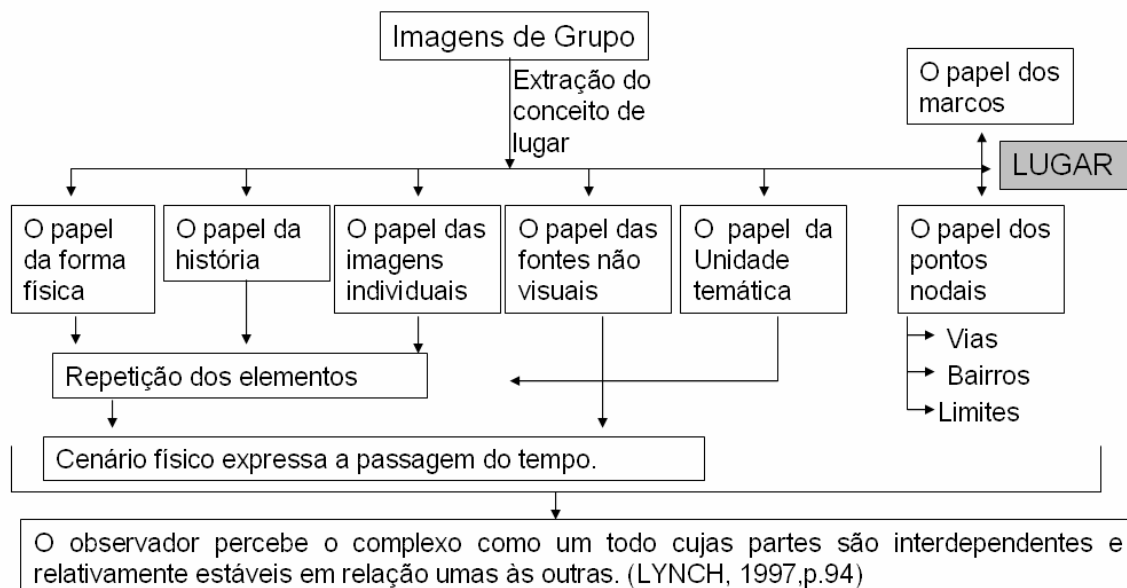 Imagens de Grupo
Extração do
conceito de
lugar
O papel dos
marcos
LUGAR
O papel
da forma
física
O papel da
história
O papel das
imagens
individuais
O papel das
fontes não
visuais
O papel da
Unidade
temática
O papel dos
pontos
nodais
Vias
Bairros
Limites
Repetição dos elementos
Cenário físico expressa a passagem do tempo.
O observador percebe o complexo como um todo cujas partes são interdependentes e
relativamente estáveis em relação umas às outras. (LYNCH, 1997,p.94)